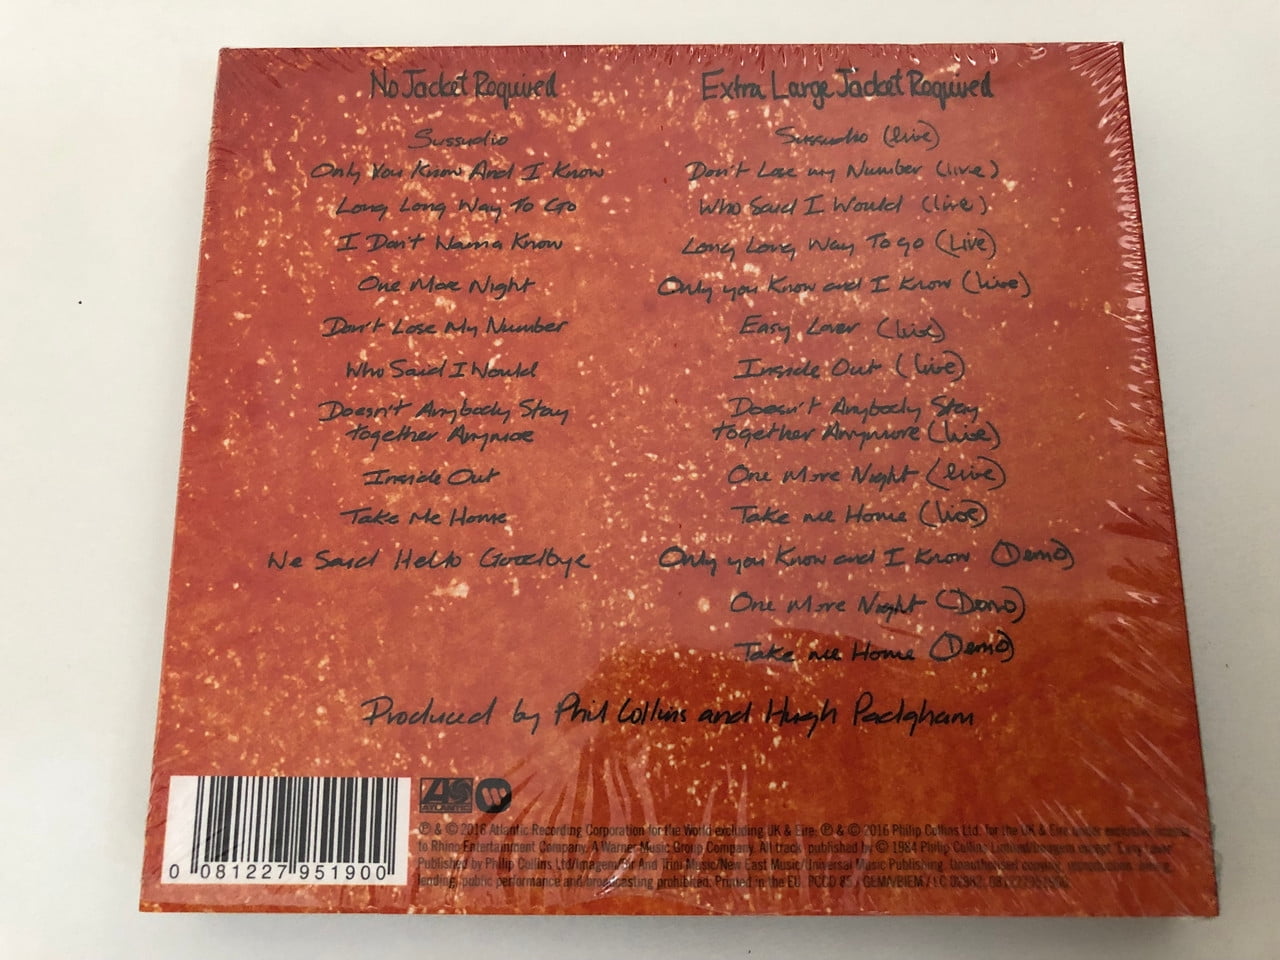 No Jacket Required
Sussudio
Only You Know And I Know
Long Long Way To Go
I Don't Wanna Know
One More Night
Don't Lose My Number
Who Said I Would
Doesn't Anybody Stay
Together Anymore
Inside Out
Take Me Home
We Said Hello Goodbye
Extra Large Jacket Required
Sussudio (live)
Don't Lose my Number (live)
Who Said I Would (live)
Long Long Way To go (Live)
Only you Know and I Know (Live)
Easy Lover (live)
Inside Out (live)
Doesn't Anybody Stay
together Anymore (live)
One More Night (live)
Take me Home (live)
Only you Know and I Know (Demo)
One More Night (Demo)
Take me Home (Demo)
Produced by Phil Collins and Hugh Padgham
0 081227 951900
ATLANTIC
℗ & © 2016 Atlantic Recording Corporation for the World excluding UK & Eire. ℗ & © 2016 Philip Collins Ltd. for the UK & Eire under exclusive
to Rhino Entertainment Company. A Warner Music Group Company. All track published by © 1984 Philip Collins Limited/Imagem except
Published by Philip Collins Ltd/Imagem/Sir And Trini Music/New East Music/Universal Music Publishing. Unauthorised copying, hiring,
lending, public performance and broadcasting prohibited. Printed in the EU. PCCD 85 / GEMA/BIEM / LC 02982.